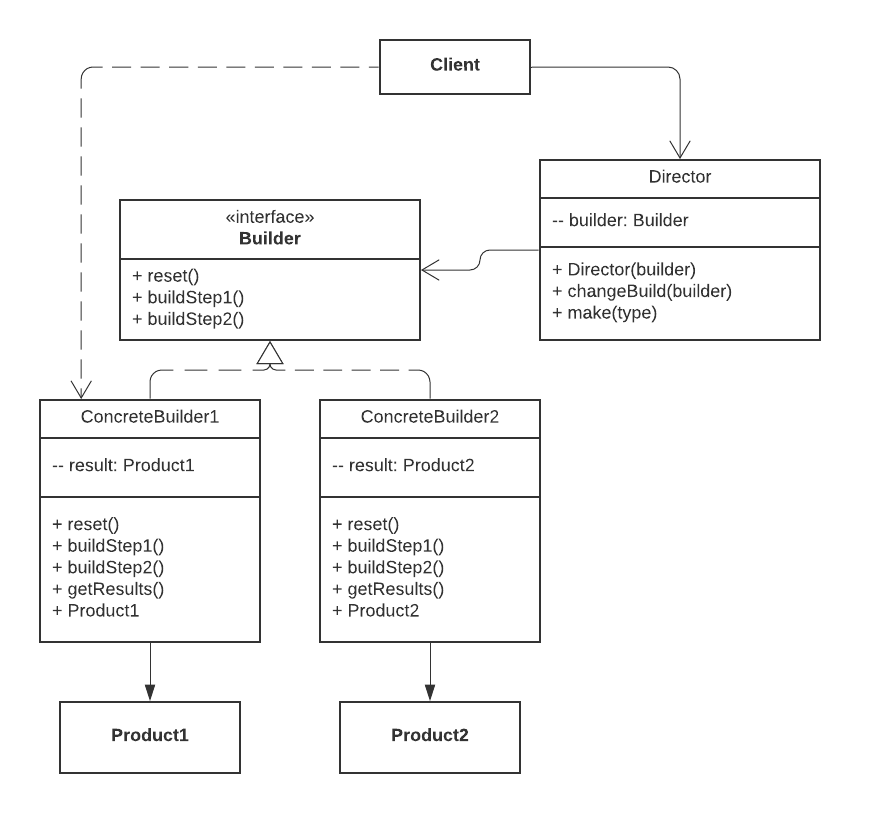 Client
Director
-- builder: Builder
+ Director(builder)
+ changeBuild(builder)
+ make(type)
«interface»
Builder
+ reset()
+ buildStep1()
+ buildStep2()
ConcreteBuilder1
-- result: Product1
+ reset()
+ buildStep1()
+ buildStep2()
+ getResults()
+ Product1
ConcreteBuilder2
-- result: Product2
+ reset()
+ buildStep1()
+ buildStep2()
+ getResults()
+ Product2
Product1
Product2